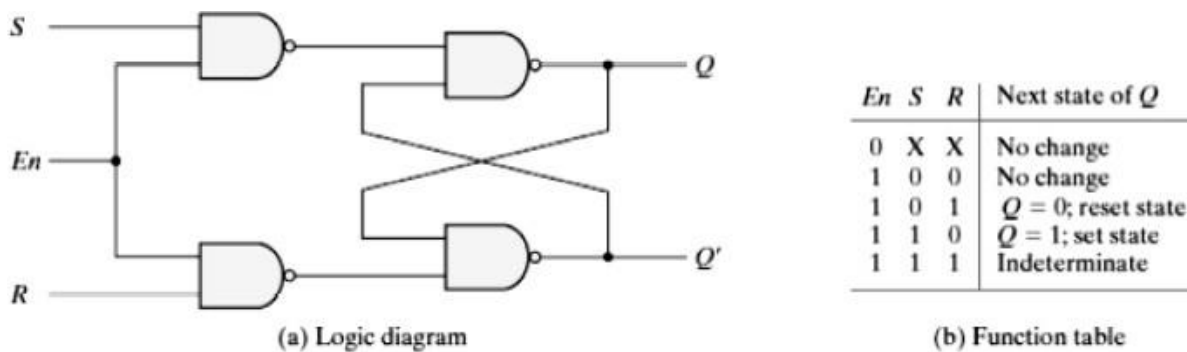 S
Q
En
R
Q'
(a) Logic diagram
En S R Next state of Q
0 X X No change
1 0 0 No change
1 0 1 Q = 0; reset state
1 1 0 Q = 1; set state
1 1 1 Indeterminate
(b) Function table